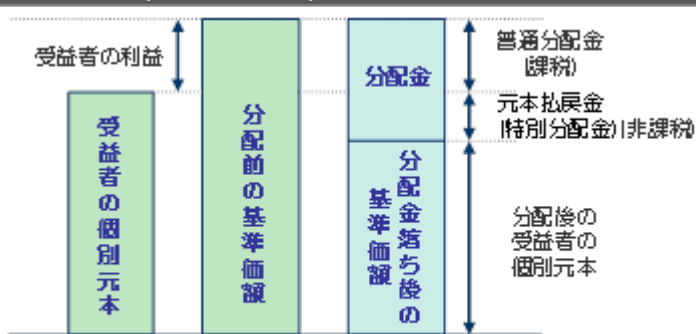 受益者の利益
受益者の個別元本
分配前の基準価額
分配金
分配金落ち後の
基準価額
普通分配金
(課税)
元本払戻金
(特別分配金)(非課税)
分配後の
受益者の
個別元本